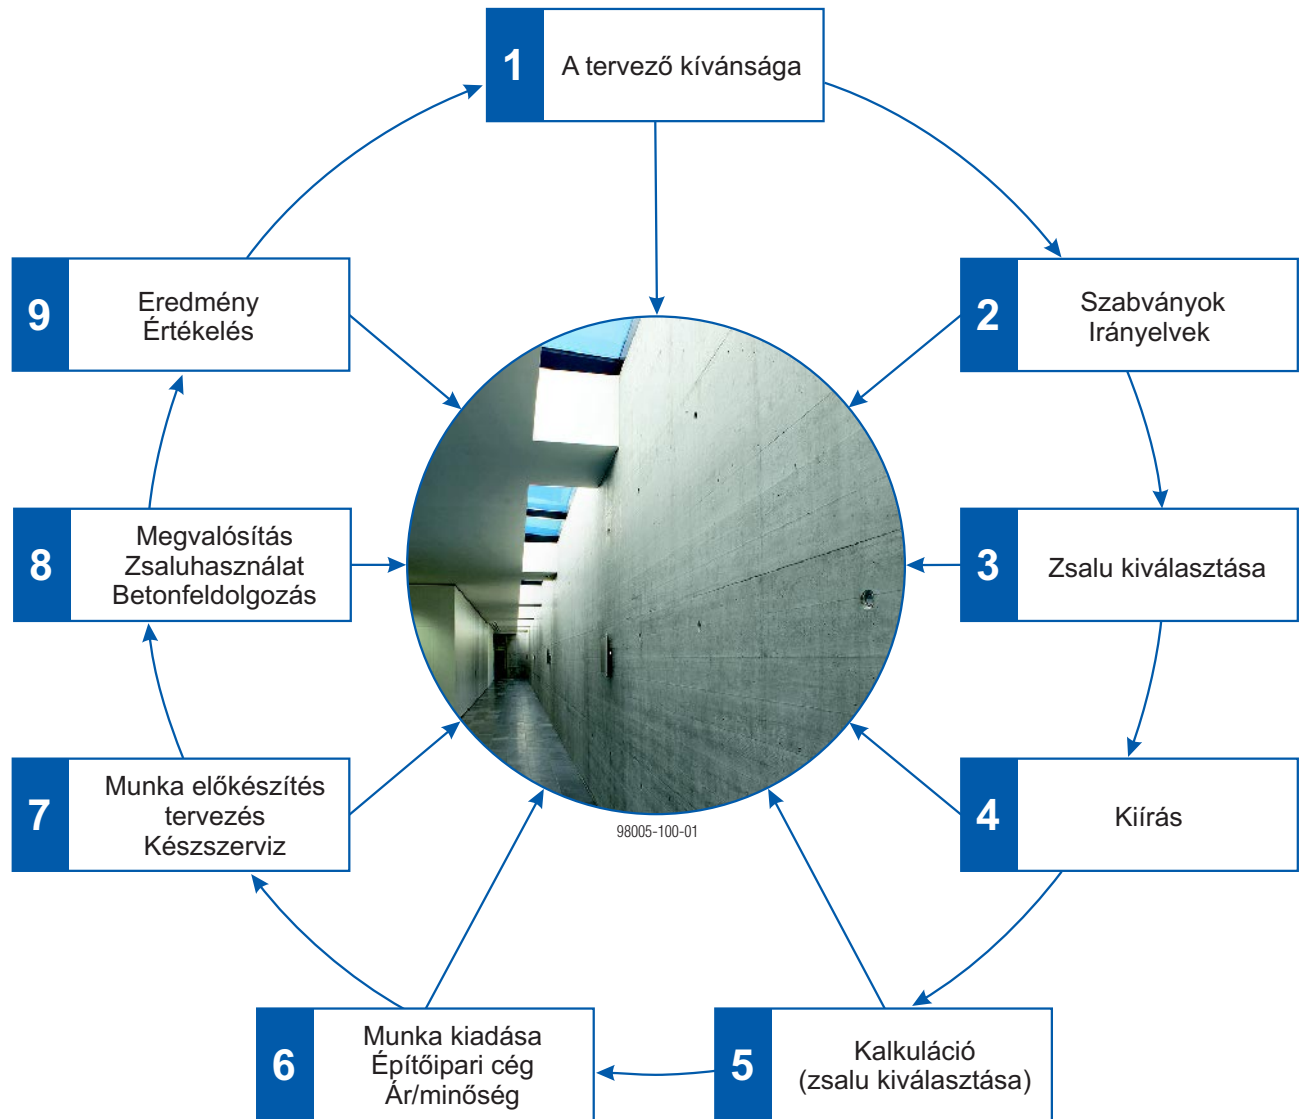 1
A tervező kívánsága
2
Szabványok
Irányelvek
3
Zsalu kiválasztása
4
Kiírás
5
Kalkuláció
(zsalu kiválasztása)
6
Munka kiadása
Építőipari cég
Ár/minőség
7
Munka előkészítés
tervezés
Készszerviz
8
Megvalósítás
Zsaluhasználat
Betonfeldolgozás
9
Eredmény
Értékelés
98005-100-01